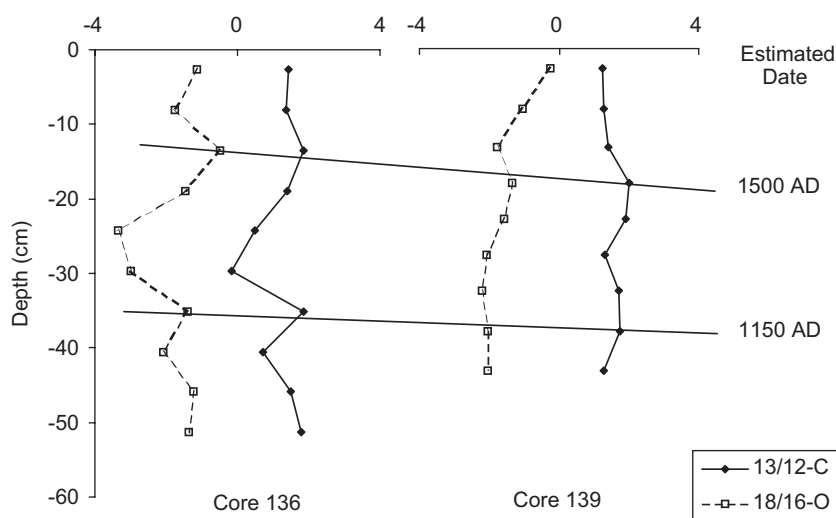 -4 0 4 -4 0 4
Estimated
Date
0
-10
-20
-30
-40
-50
-60
Depth (cm)
1500 AD
1150 AD
Core 136 Core 139
13/12-C
18/16-O